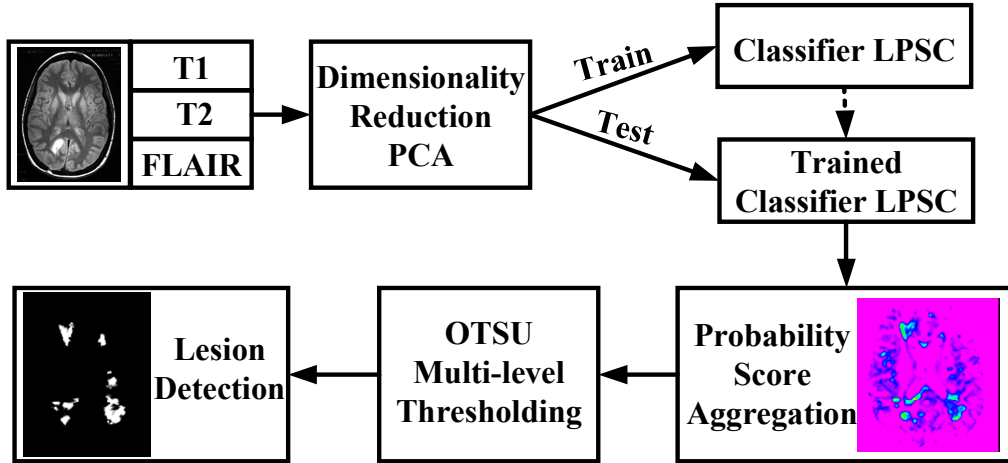 T1
T2
FLAIR
Dimensionality
Reduction
PCA
Train
Test
Classifier LPSC
Trained
Classifier LPSC
Probability
Score
Aggregation
OTSU
Multi-level
Thresholding
Lesion
Detection